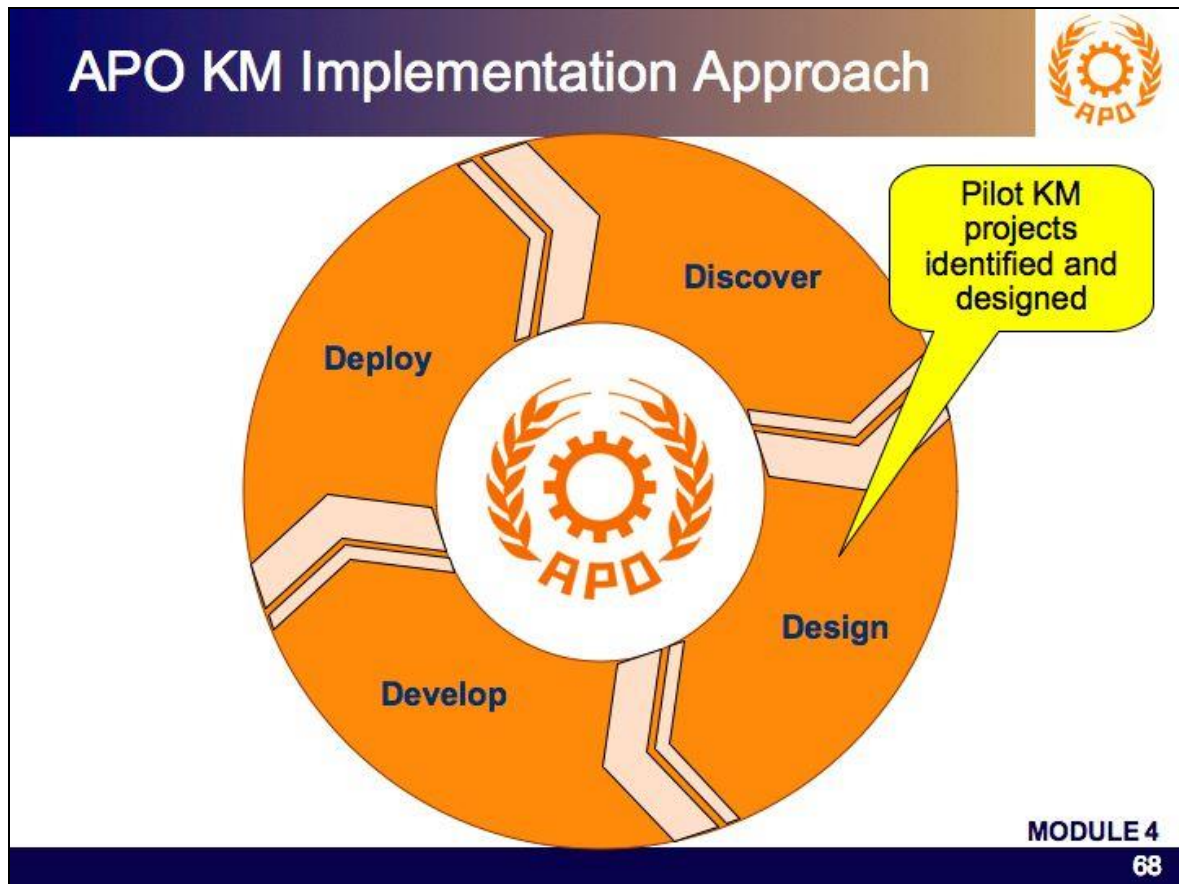 APO KM Implementation Approach
APO
Pilot KM
projects
identified and
designed
Discover
Deploy
APO
Design
Develop
MODULE 4
68